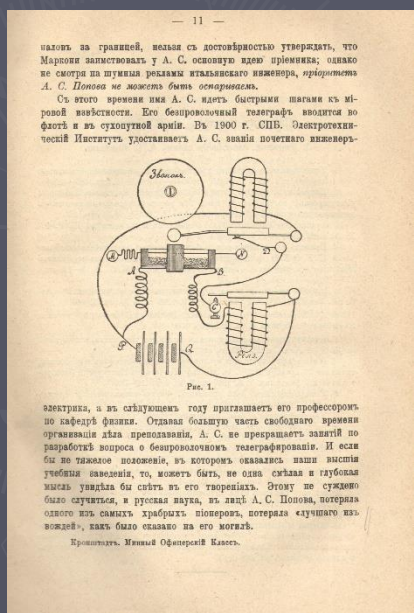 — 11 —
налов за границей, нельзя съ достовѣрностью утверждать, что
Маркони заимствовалъ у А. С. основную идею пріемника; однако
не смотря на шумныя рекламы итальянскаго инженера, пріоритетъ
А. С. Попова не можетъ быть оспариваемъ.
Съ этого времени имя А. С. идетъ быстрыми шагами къ мі-
ровой извѣстности. Его безпроволочный телеграфъ вводится во
флотѣ и въ сухопутной арміи. Въ 1900 г. СПБ. Электротехни-
ческій Институтъ удостаиваетъ А. С. званія почетнаго инженеръ-
Звонокъ.
M
N
A
B
D
C
P
Q
Рис. 1.
электрика, а въ слѣдующемъ году приглашаетъ его профессоромъ
по кафедрѣ физики. Отдавая большую часть свободнаго времени
организаціи дѣла преподаванія, А. С. не прекращаетъ занятій по
разработкѣ вопроса о безпроволочномъ телеграфированіи. И если
бы не тяжелое положеніе, въ которомъ оказались наши высшія
учебныя заведенія, то, можетъ быть, не одна смѣлая и глубокая
мысль увидѣла бы свѣтъ въ его твореніяхъ. Этому не суждено
было случиться, и русская наука, въ лицѣ А. С. Попова, потеряла
одного изъ самыхъ храбрыхъ піонеровъ, потеряла «лучшаго изъ
вождей», какъ было сказано на его могилѣ.
Кронштадтъ. Минный Офицерскій Классъ.